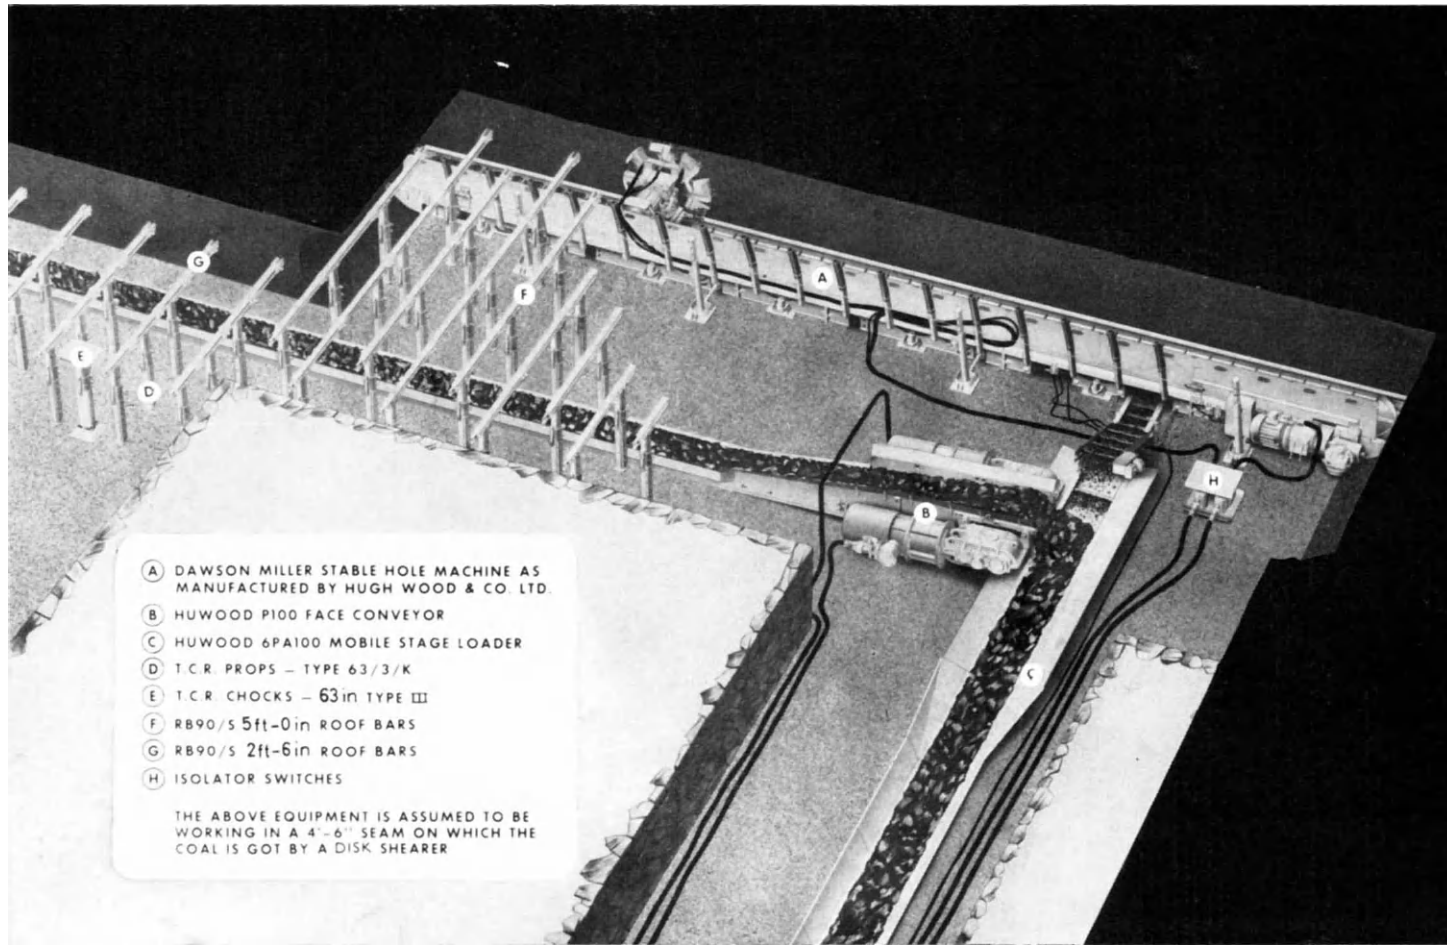 G
F
A
E
D
H
B
C
A DAWSON MILLER STABLE HOLE MACHINE AS
MANUFACTURED BY HUGH WOOD & CO. LTD.
B HUWOOD P100 FACE CONVEYOR
C HUWOOD 6PA100 MOBILE STAGE LOADER
D T.C.R. PROPS – TYPE 63/3/K
E T.C.R. CHOCKS – 63in TYPE III
F RB90/S 5ft-0in ROOF BARS
G RB90/S 2ft-6in ROOF BARS
H ISOLATOR SWITCHES
THE ABOVE EQUIPMENT IS ASSUMED TO BE
WORKING IN A 4'-6" SEAM ON WHICH THE
COAL IS GOT BY A DISK SHEARER